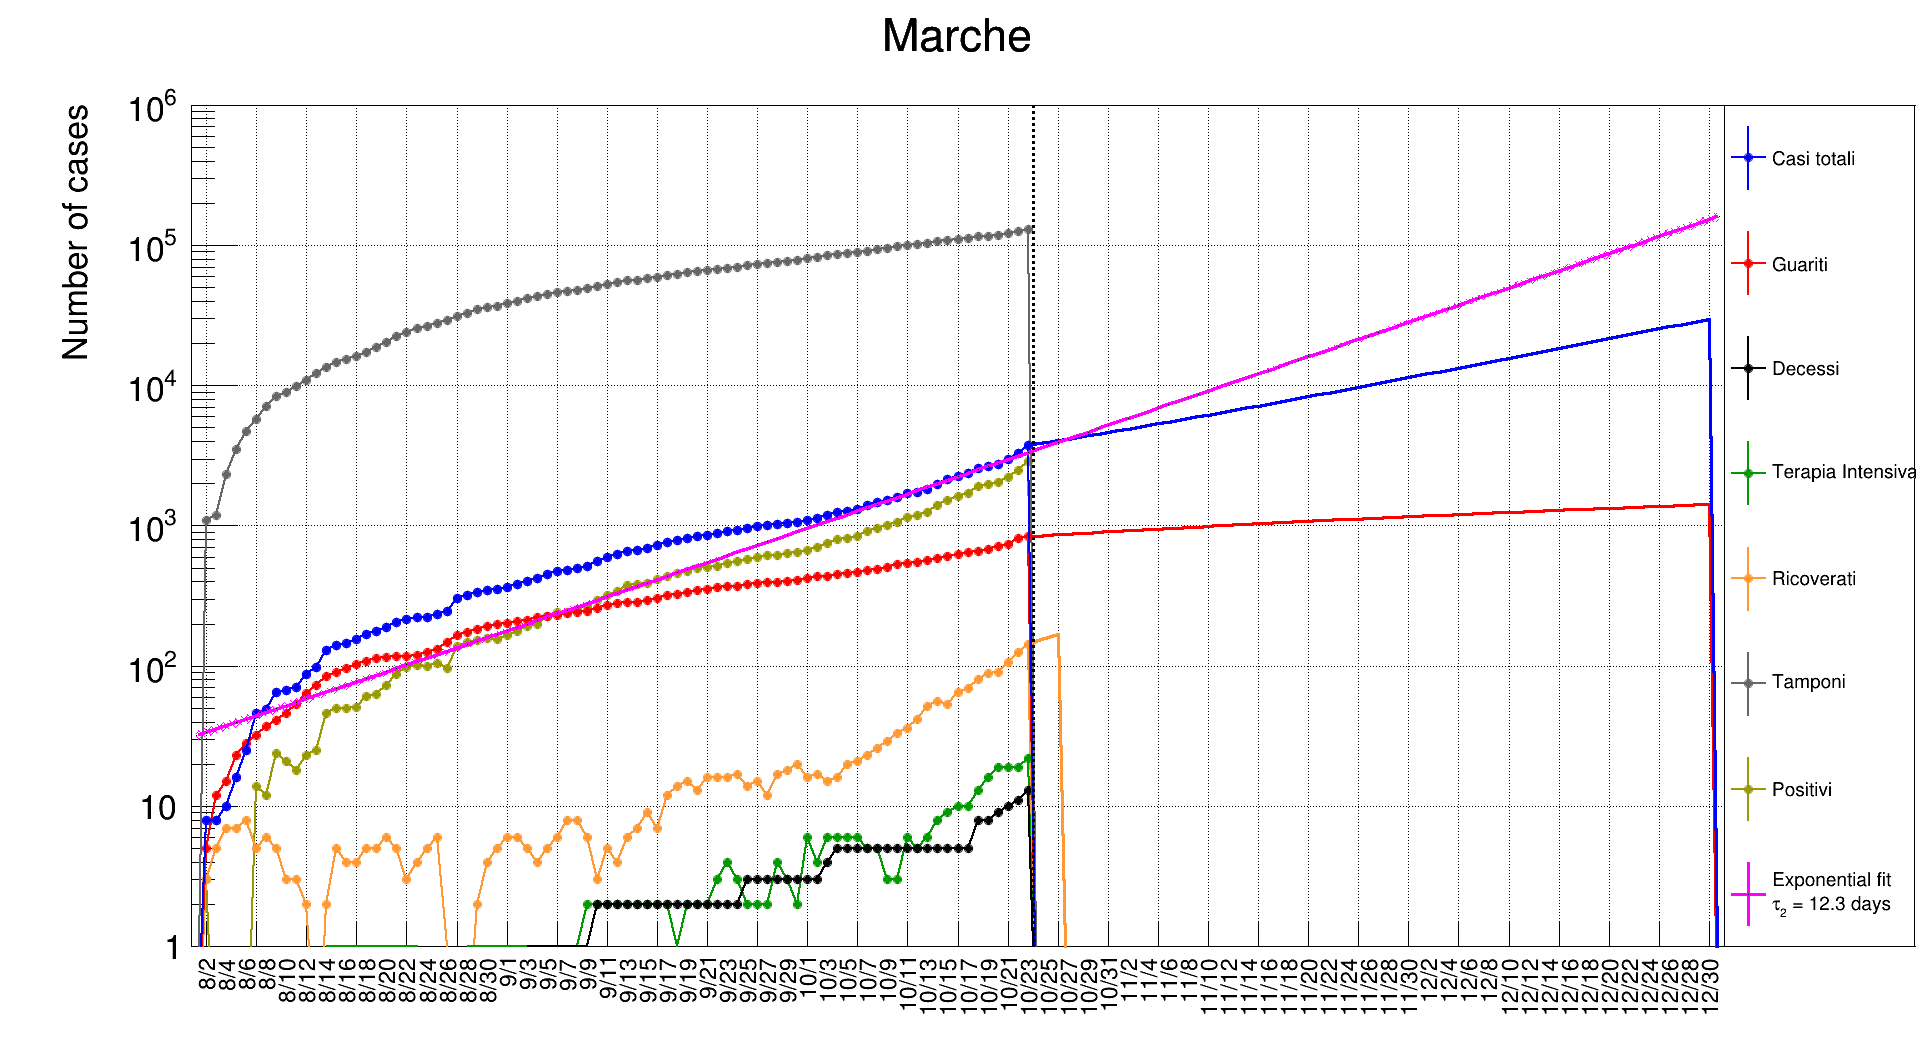 Marche
Number of cases
10^6
10^5
10^4
10^3
10^2
10
1
8/2 8/4 8/6 8/8 8/10 8/12 8/14 8/16 8/18 8/20 8/22 8/24 8/26 8/28 8/30 9/1 9/3 9/5 9/7 9/9 9/11 9/13 9/15 9/17 9/19 9/21 9/23 9/25 9/27 9/29 10/1 10/3 10/5 10/7 10/9 10/11 10/13 10/15 10/17 10/19 10/21 10/23 10/25 10/27 10/29 10/31 11/2 11/4 11/6 11/8 11/10 11/12 11/14 11/16 11/18 11/20 11/22 11/24 11/26 11/28 11/30 12/2 12/4 12/6 12/8 12/10 12/12 12/14 12/16 12/18 12/20 12/22 12/24 12/26 12/28 12/30
Casi totali
Guariti
Decessi
Terapia Intensiva
Ricoverati
Tamponi
Positivi
Exponential fit
τ₂ = 12.3 days